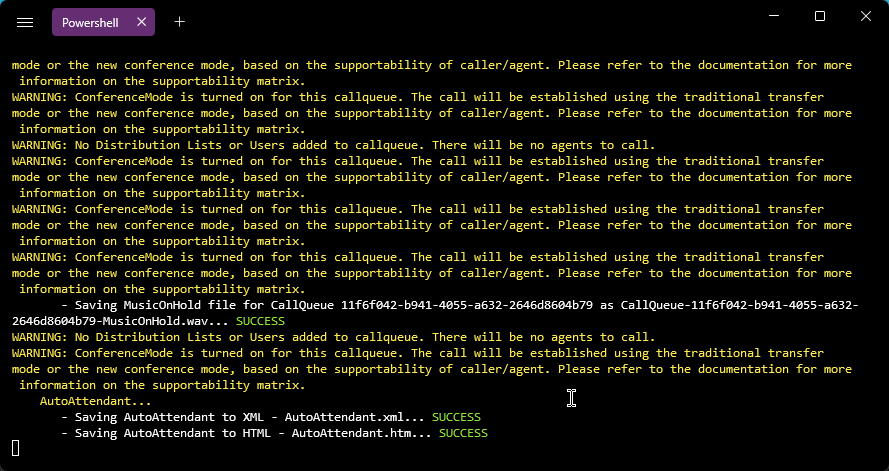 Powershell
mode or the new conference mode, based on the supportability of caller/agent. Please refer to the documentation for more
information on the supportability matrix.
WARNING: ConferenceMode is turned on for this callqueue. The call will be established using the traditional transfer
mode or the new conference mode, based on the supportability of caller/agent. Please refer to the documentation for more
information on the supportability matrix.
WARNING: No Distribution Lists or Users added to callqueue. There will be no agents to call.
WARNING: ConferenceMode is turned on for this callqueue. The call will be established using the traditional transfer
mode or the new conference mode, based on the supportability of caller/agent. Please refer to the documentation for more
information on the supportability matrix.
WARNING: ConferenceMode is turned on for this callqueue. The call will be established using the traditional transfer
mode or the new conference mode, based on the supportability of caller/agent. Please refer to the documentation for more
information on the supportability matrix.
WARNING: ConferenceMode is turned on for this callqueue. The call will be established using the traditional transfer
mode or the new conference mode, based on the supportability of caller/agent. Please refer to the documentation for more
information on the supportability matrix.
- Saving MusicOnHold file for CallQueue 11f6f042-b941-4055-a632-2646d8604b79 as CallQueue-11f6f042-b941-4055-a632-
2646d8604b79-MusicOnHold.wav... SUCCESS
WARNING: No Distribution Lists or Users added to callqueue. There will be no agents to call.
WARNING: ConferenceMode is turned on for this callqueue. The call will be established using the traditional transfer
mode or the new conference mode, based on the supportability of caller/agent. Please refer to the documentation for more
information on the supportability matrix.
AutoAttendant...
- Saving AutoAttendant to XML - AutoAttendant.xml... SUCCESS
- Saving AutoAttendant to HTML - AutoAttendant.htm... SUCCESS